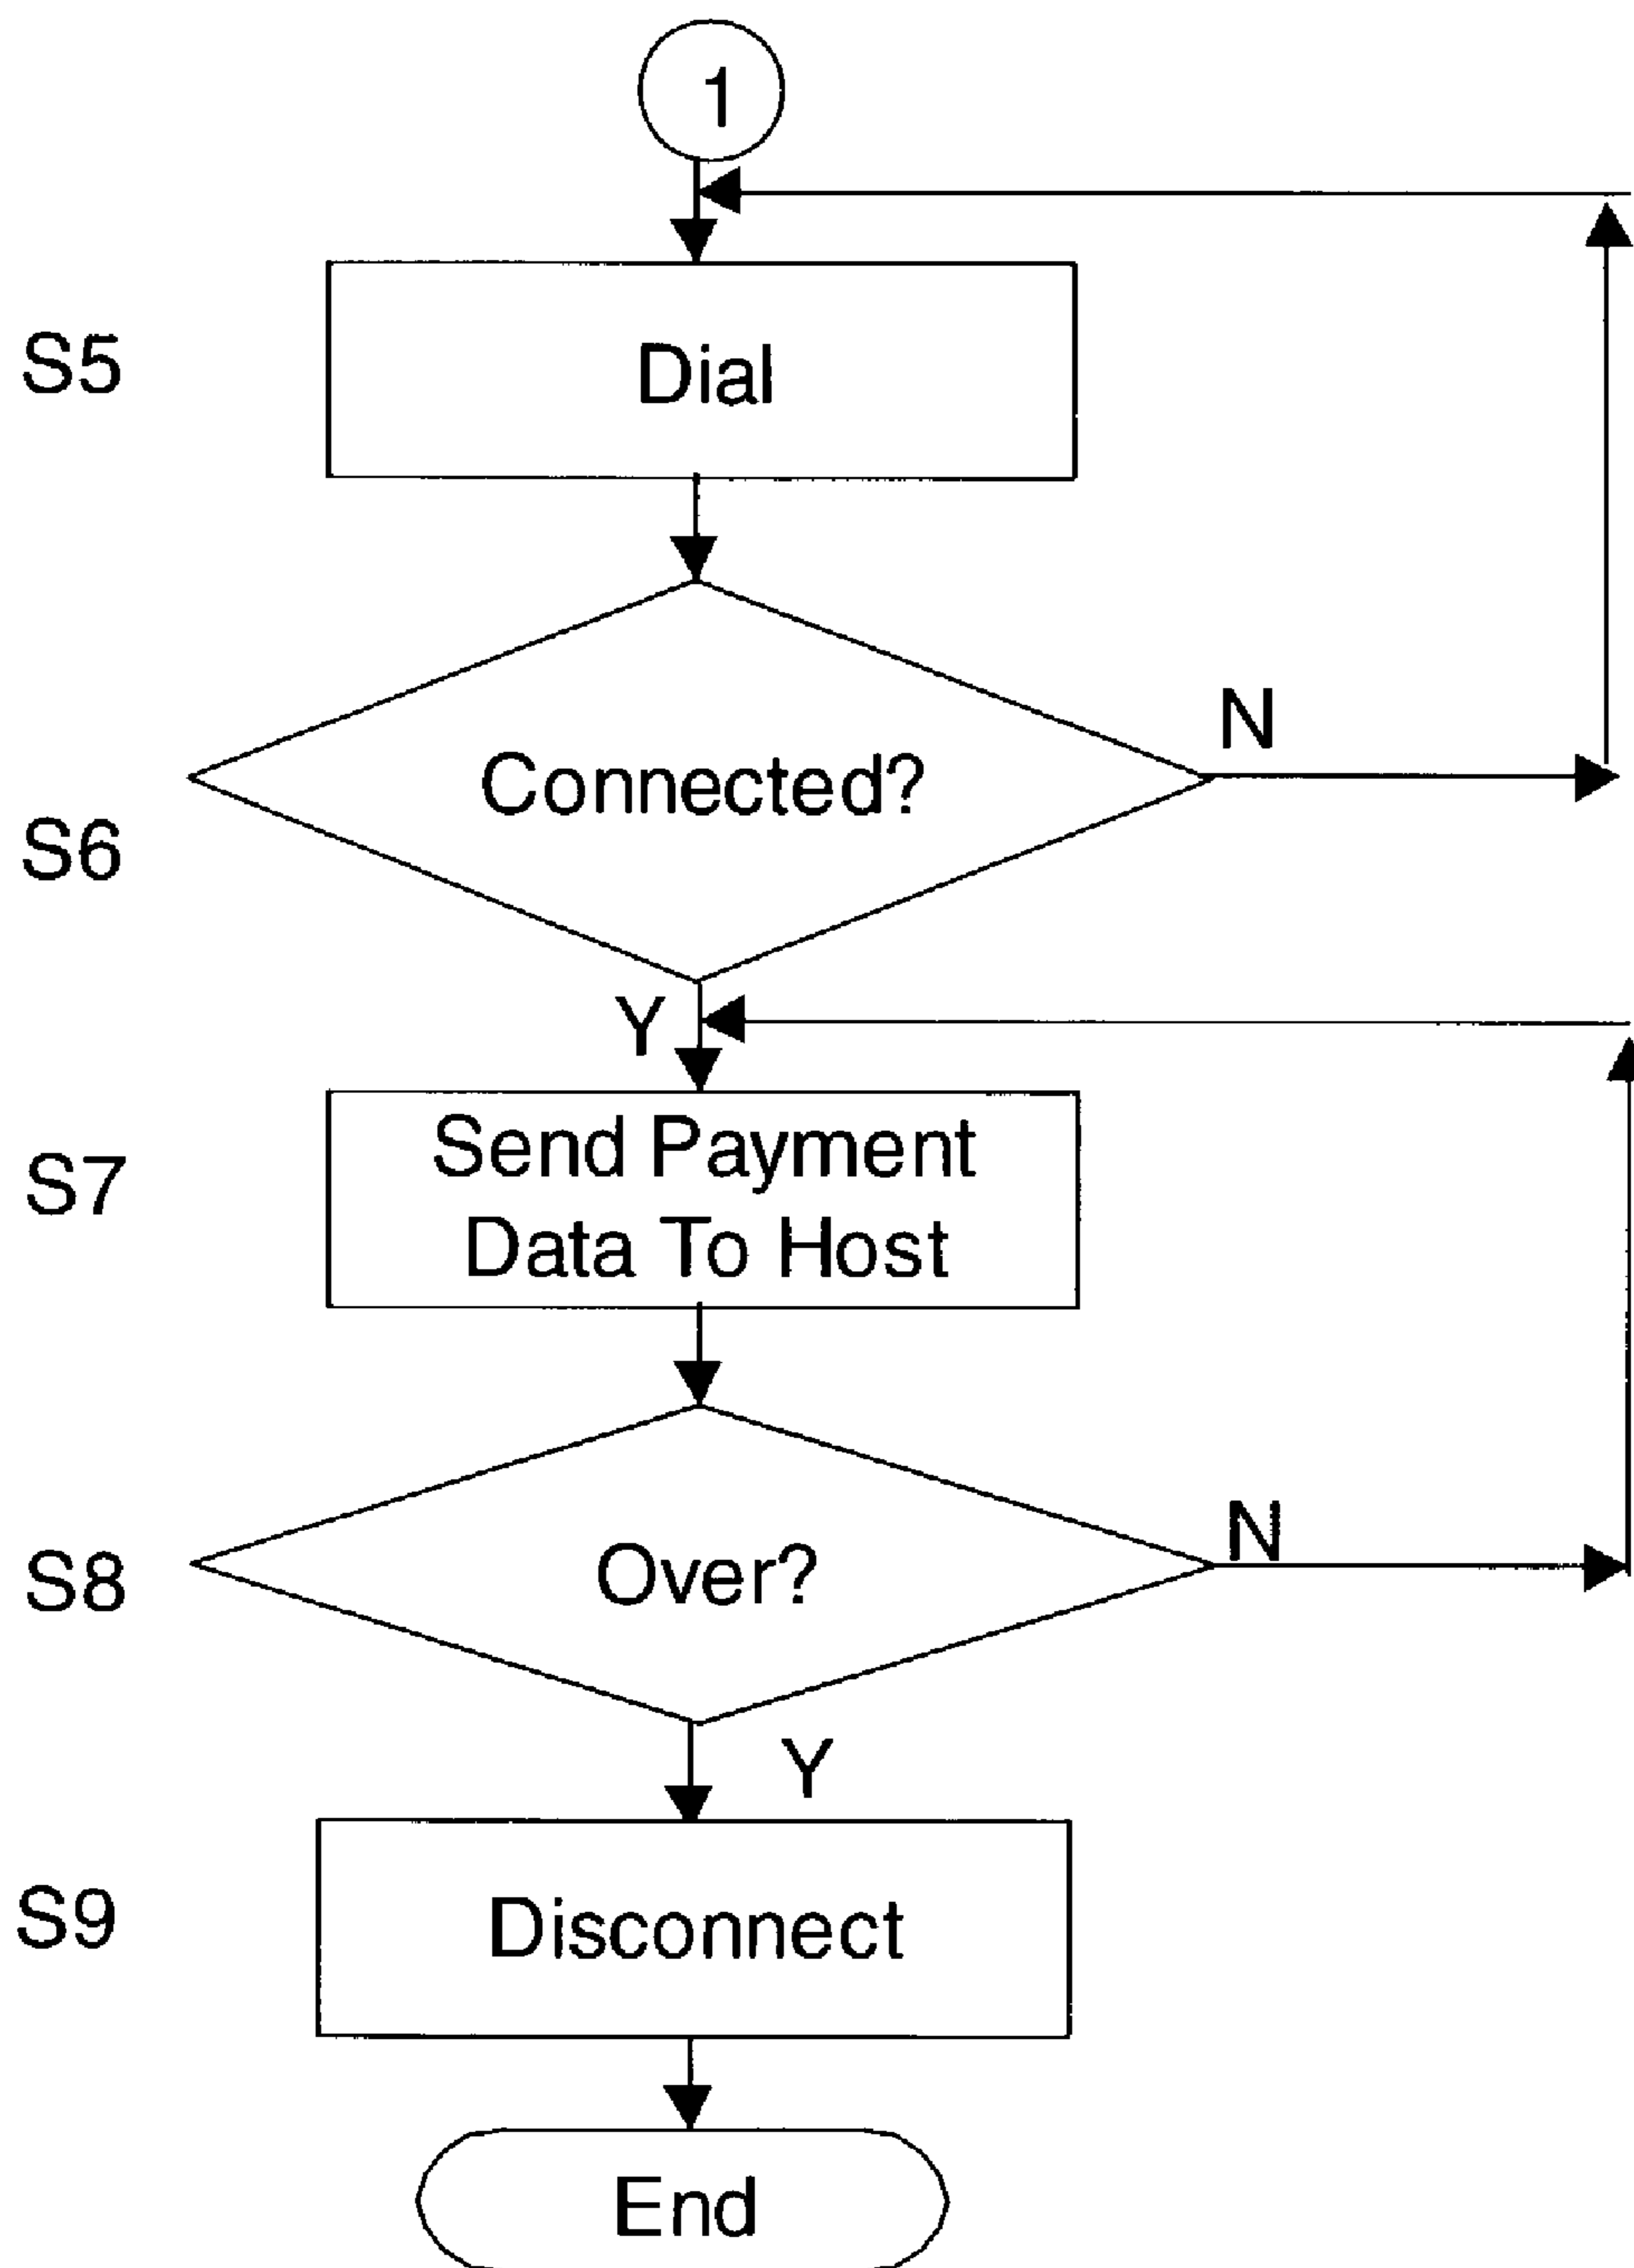 1
S5
Dial
N
Connected?
S6
Y
Send Payment
S7
Data To Host
N
Over?
S8
Y
S9
Disconnect
End